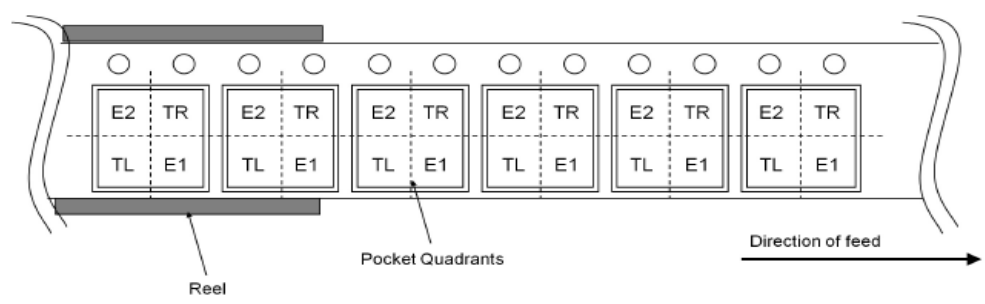 E2 TR E2 TR E2 TR E2 TR E2 TR E2 TR
TL E1 TL E1 TL E1 TL E1 TL E1 TL E1
Direction of feed
Pocket Quadrants
Reel